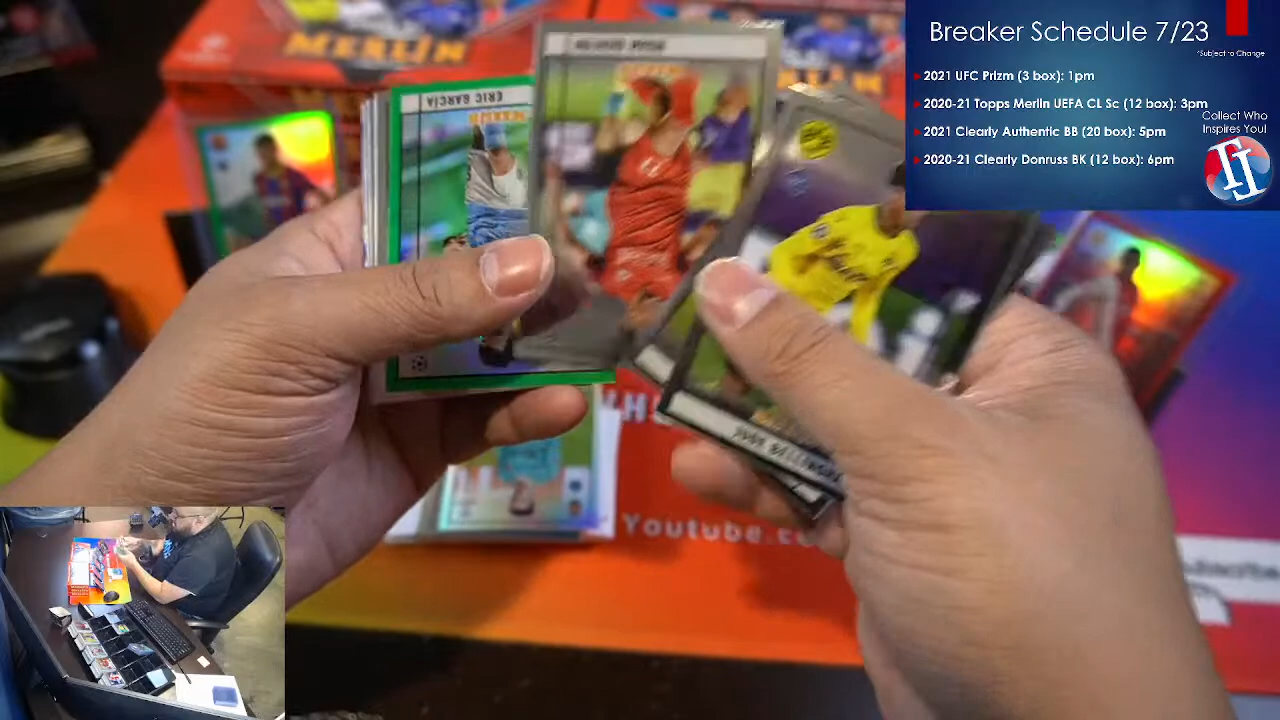 Breaker Schedule 7/23
*Subject to Change
2021 UFC Prizm (3 box): 1pm
2020-21 Topps Merlin UEFA CL Sc (12 box): 3pm
2021 Clearly Authentic BB (20 box): 5pm
2020-21 Clearly Donruss BK (12 box): 6pm
Collect Who
Inspires You!
MERLIN
ERIC GARCÍA
Youtube.co